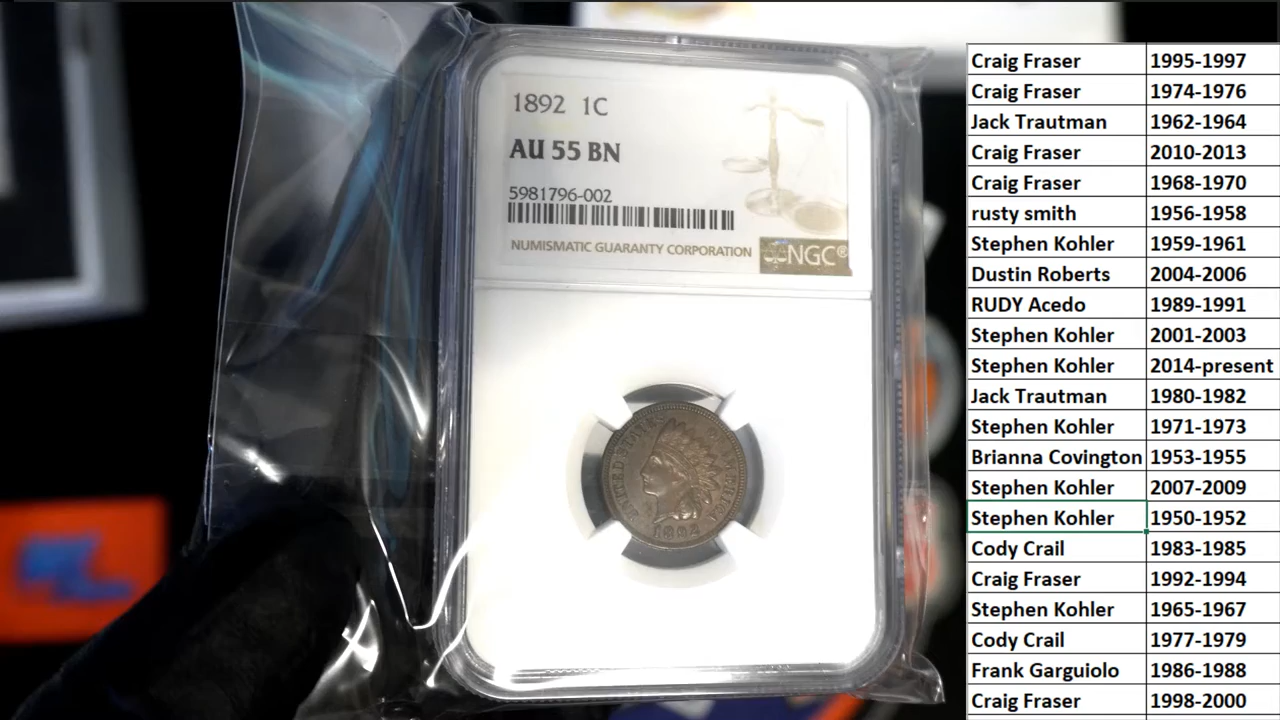 1892 1C
AU 55 BN
5981796-002
NUMISMATIC GUARANTY CORPORATION
NGC®
UNITED STATES OF AMERICA
1892
Craig Fraser 1995-1997
Craig Fraser 1974-1976
Jack Trautman 1962-1964
Craig Fraser 2010-2013
Craig Fraser 1968-1970
rusty smith 1956-1958
Stephen Kohler 1959-1961
Dustin Roberts 2004-2006
RUDY Acedo 1989-1991
Stephen Kohler 2001-2003
Stephen Kohler 2014-present
Jack Trautman 1980-1982
Stephen Kohler 1971-1973
Brianna Covington 1953-1955
Stephen Kohler 2007-2009
Stephen Kohler 1950-1952
Cody Crail 1983-1985
Craig Fraser 1992-1994
Stephen Kohler 1965-1967
Cody Crail 1977-1979
Frank Garguiolo 1986-1988
Craig Fraser 1998-2000